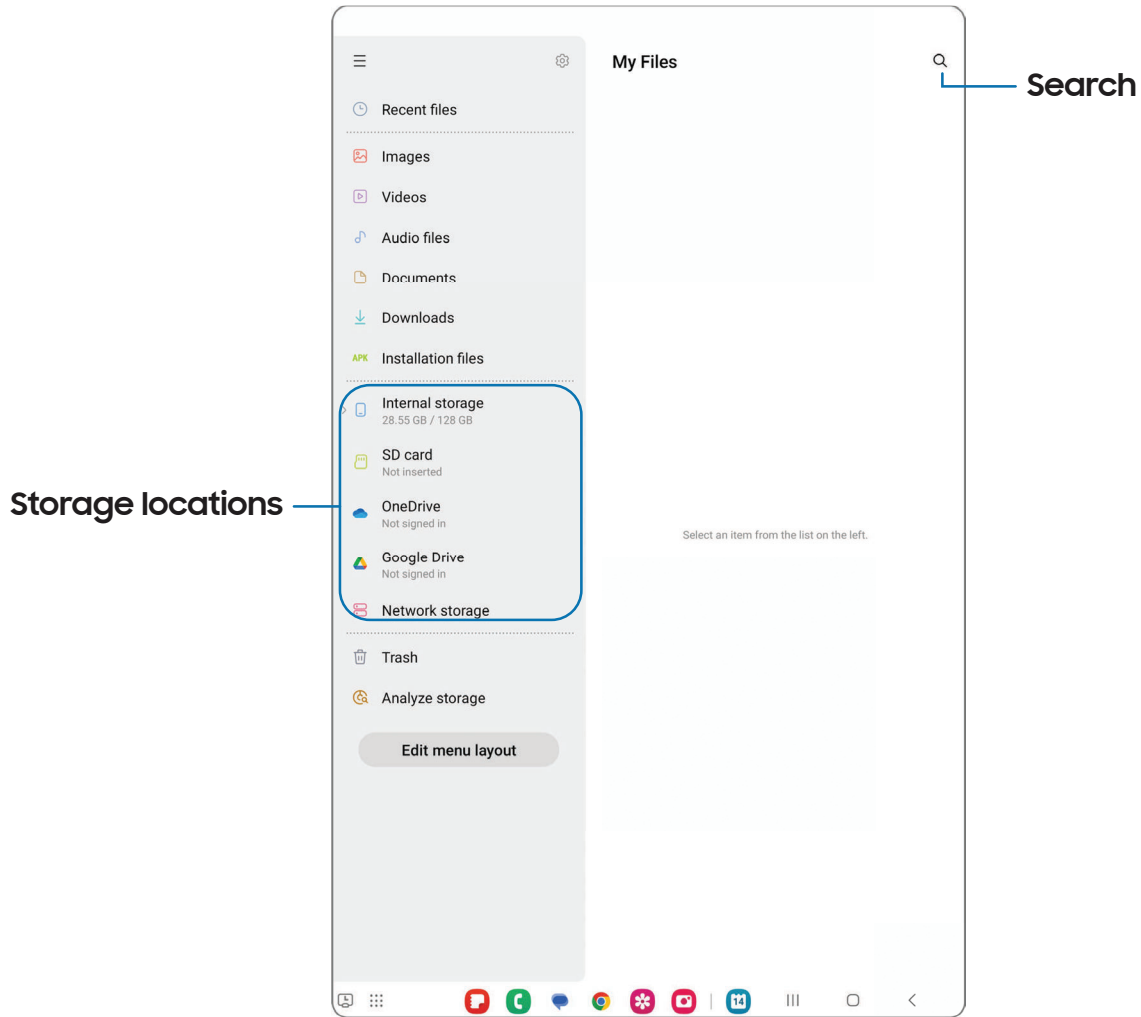 My Files
Search
Recent files
Images
Videos
Audio files
Documents
Downloads
APK Installation files
Internal storage
28.55 GB / 128 GB
SD card
Not inserted
Storage locations
OneDrive
Not signed in
Select an item from the list on the left.
Google Drive
Not signed in
Network storage
Trash
Analyze storage
Edit menu layout
14